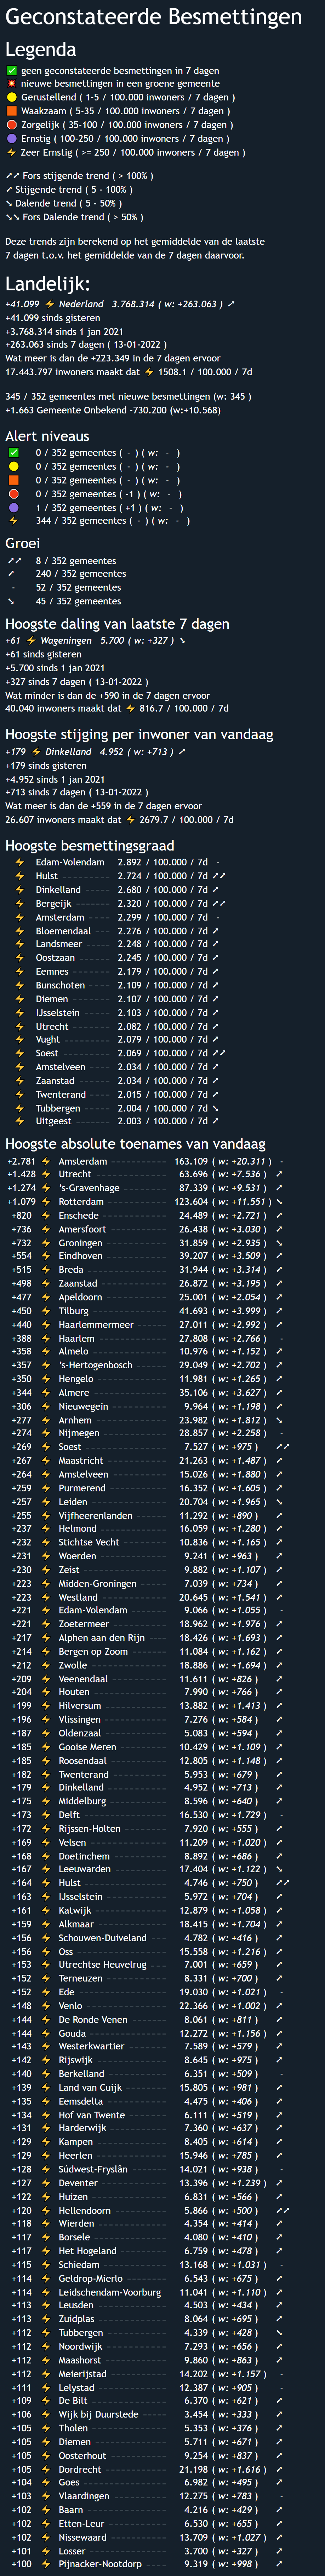 Geconstateerde Besmettingen
Legenda
✅ geen geconstateerde besmettingen in 7 dagen
💥 nieuwe besmettingen in een groene gemeente
🟡 Gerustellend ( 1-5 / 100.000 inwoners / 7 dagen )
🟧 Waakzaam ( 5-35 / 100.000 inwoners / 7 dagen )
🔴 Zorgelijk ( 35-100 / 100.000 inwoners / 7 dagen )
🟣 Ernstig ( 100-250 / 100.000 inwoners / 7 dagen )
⚡ Zeer Ernstig ( >= 250 / 100.000 inwoners / 7 dagen )
↗↗ Fors stijgende trend ( > 100% )
↗ Stijgende trend ( 5 - 100% )
↘ Dalende trend ( 5 - 50% )
↘↘ Fors Dalende trend ( > 50% )
Deze trends zijn berekend op het gemiddelde van de laatste
7 dagen t.o.v. het gemiddelde van de 7 dagen daarvoor.
Landelijk:
+41.099 ⚡ Nederland 3.768.314 ( w: +263.063 ) ↗
+41.099 sinds gisteren
+3.768.314 sinds 1 jan 2021
+263.063 sinds 7 dagen ( 13-01-2022 )
Wat meer is dan de +223.349 in de 7 dagen ervoor
17.443.797 inwoners maakt dat ⚡ 1508.1 / 100.000 / 7d
345 / 352 gemeentes met nieuwe besmettingen (w: 345 )
+1.663 Gemeente Onbekend -730.200 (w:+10.568)
Alert niveaus
✅ 0 / 352 gemeentes ( - ) ( w: - )
🟡 0 / 352 gemeentes ( - ) ( w: - )
🟧 0 / 352 gemeentes ( - ) ( w: - )
🔴 0 / 352 gemeentes ( -1 ) ( w: - )
🟣 1 / 352 gemeentes ( +1 ) ( w: - )
⚡ 344 / 352 gemeentes ( - ) ( w: - )
Groei
↗↗ 8 / 352 gemeentes
↗ 240 / 352 gemeentes
- 52 / 352 gemeentes
↘ 45 / 352 gemeentes
Hoogste daling van laatste 7 dagen
+61 ⚡ Wageningen 5.700 ( w: +327 ) ↘
+61 sinds gisteren
+5.700 sinds 1 jan 2021
+327 sinds 7 dagen ( 13-01-2022 )
Wat minder is dan de +590 in de 7 dagen ervoor
40.040 inwoners maakt dat ⚡ 816.7 / 100.000 / 7d
Hoogste stijging per inwoner van vandaag
+179 ⚡ Dinkelland 4.952 ( w: +713 ) ↗
+179 sinds gisteren
+4.952 sinds 1 jan 2021
+713 sinds 7 dagen ( 13-01-2022 )
Wat meer is dan de +559 in de 7 dagen ervoor
26.607 inwoners maakt dat ⚡ 2679.7 / 100.000 / 7d
Hoogste besmettingsgraad
⚡ Edam-Volendam 2.892 / 100.000 / 7d -
⚡ Hulst ------ 2.724 / 100.000 / 7d ↗↗
⚡ Dinkelland ------ 2.680 / 100.000 / 7d ↗
⚡ Bergeijk ------ 2.320 / 100.000 / 7d ↗↗
⚡ Amsterdam ------ 2.299 / 100.000 / 7d -
⚡ Bloemendaal ---- 2.276 / 100.000 / 7d ↗
⚡ Landsmeer ----- 2.248 / 100.000 / 7d ↗
⚡ Oostzaan ------ 2.245 / 100.000 / 7d ↗
⚡ Eemnes ------ 2.179 / 100.000 / 7d ↗
⚡ Bunschoten ----- 2.109 / 100.000 / 7d ↗
⚡ Diemen ------ 2.107 / 100.000 / 7d ↗
⚡ IJsselstein ------ 2.103 / 100.000 / 7d ↗
⚡ Utrecht ------ 2.082 / 100.000 / 7d ↗
⚡ Vught ------ 2.079 / 100.000 / 7d ↗
⚡ Soest ------ 2.069 / 100.000 / 7d ↗↗
⚡ Amstelveen ----- 2.034 / 100.000 / 7d ↗
⚡ Zaanstad ------ 2.034 / 100.000 / 7d ↗
⚡ Twenterand ----- 2.015 / 100.000 / 7d ↗
⚡ Tubbergen ----- 2.004 / 100.000 / 7d ↘
⚡ Uitgeest ------ 2.003 / 100.000 / 7d ↗
Hoogste absolute toenames van vandaag
+2.781 ⚡ Amsterdam ------ 163.109 ( w: +20.311 ) -
+1.428 ⚡ Utrecht ------ 63.696 ( w: +7.536 ) ↗
+1.274 ⚡ 's-Gravenhage ------ 87.339 ( w: +9.531 ) ↗
+1.079 ⚡ Rotterdam ------ 123.604 ( w: +11.551 ) ↘
+820 ⚡ Enschede ------ 24.489 ( w: +2.721 ) ↗
+736 ⚡ Amersfoort ------ 26.438 ( w: +3.030 ) ↗
+732 ⚡ Groningen ------ 31.859 ( w: +2.935 ) ↘
+554 ⚡ Eindhoven ------ 39.207 ( w: +3.509 ) ↗
+515 ⚡ Breda ------ 31.944 ( w: +3.314 ) ↗
+498 ⚡ Zaanstad ------ 26.872 ( w: +3.195 ) ↗
+477 ⚡ Apeldoorn ------ 25.001 ( w: +2.054 ) ↗
+450 ⚡ Tilburg ------ 41.693 ( w: +3.999 ) ↗
+440 ⚡ Haarlemmermeer ------ 27.011 ( w: +2.992 ) ↗
+388 ⚡ Haarlem ------ 27.808 ( w: +2.766 ) -
+358 ⚡ Almelo ------ 10.976 ( w: +1.152 ) ↗
+357 ⚡ 's-Hertogenbosch ------ 29.049 ( w: +2.702 ) ↗
+350 ⚡ Hengelo ------ 11.981 ( w: +1.265 ) ↗
+344 ⚡ Almere ------ 35.106 ( w: +3.627 ) ↗
+306 ⚡ Nieuwegein ------ 9.964 ( w: +1.198 ) ↗
+277 ⚡ Arnhem ------ 23.982 ( w: +1.812 ) ↘
+274 ⚡ Nijmegen ------ 28.857 ( w: +2.258 ) -
+269 ⚡ Soest ------ 7.527 ( w: +975 ) ↗↗
+267 ⚡ Maastricht ------ 21.263 ( w: +1.487 ) ↗
+264 ⚡ Amstelveen ------ 15.026 ( w: +1.880 ) ↗
+259 ⚡ Purmerend ------ 16.352 ( w: +1.605 ) ↗
+257 ⚡ Leiden ------ 20.704 ( w: +1.965 ) ↘
+255 ⚡ Vijfheerenlanden ------ 11.292 ( w: +890 ) ↗
+237 ⚡ Helmond ------ 16.059 ( w: +1.280 ) ↗
+232 ⚡ Stichtse Vecht ------ 10.836 ( w: +1.165 ) ↗
+231 ⚡ Woerden ------ 9.241 ( w: +963 ) ↗
+230 ⚡ Zeist ------ 9.882 ( w: +1.107 ) ↗
+223 ⚡ Midden-Groningen ------ 7.039 ( w: +734 ) ↗
+223 ⚡ Westland ------ 20.645 ( w: +1.541 ) ↗
+221 ⚡ Edam-Volendam ------ 9.066 ( w: +1.055 ) -
+221 ⚡ Zoetermeer ------ 18.962 ( w: +1.976 ) ↗
+217 ⚡ Alphen aan den Rijn ---- 18.426 ( w: +1.693 ) ↗
+214 ⚡ Bergen op Zoom ------ 11.084 ( w: +1.162 ) ↗
+212 ⚡ Zwolle ------ 18.886 ( w: +1.694 ) ↗
+209 ⚡ Veenendaal ------ 11.611 ( w: +826 ) ↗
+204 ⚡ Houten ------ 7.990 ( w: +766 ) ↗
+199 ⚡ Hilversum ------ 13.882 ( w: +1.413 ) ↗
+196 ⚡ Vlissingen ------ 7.276 ( w: +584 ) ↗
+187 ⚡ Oldenzaal ------ 5.083 ( w: +594 ) ↗
+185 ⚡ Gooise Meren ------ 10.429 ( w: +1.109 ) ↗
+185 ⚡ Roosendaal ------ 12.805 ( w: +1.148 ) ↗
+182 ⚡ Twenterand ------ 5.953 ( w: +679 ) ↗
+179 ⚡ Dinkelland ------ 4.952 ( w: +713 ) ↗
+175 ⚡ Middelburg ------ 8.596 ( w: +640 ) ↗
+173 ⚡ Delft ------ 16.530 ( w: +1.729 ) -
+172 ⚡ Rijssen-Holten ------ 7.920 ( w: +555 ) ↗
+169 ⚡ Velsen ------ 11.209 ( w: +1.020 ) ↗
+168 ⚡ Doetinchem ------ 8.892 ( w: +686 ) ↗
+167 ⚡ Leeuwarden ------ 17.404 ( w: +1.122 ) ↘
+164 ⚡ Hulst ------ 4.746 ( w: +750 ) ↗↗
+163 ⚡ IJsselstein ------ 5.972 ( w: +704 ) ↗
+161 ⚡ Katwijk ------ 12.879 ( w: +1.058 ) ↗
+159 ⚡ Alkmaar ------ 18.415 ( w: +1.704 ) ↗
+156 ⚡ Schouwen-Duiveland -- 4.782 ( w: +416 ) ↗
+156 ⚡ Oss ------ 15.558 ( w: +1.216 ) ↗
+153 ⚡ Utrechtse Heuvelrug -- 7.001 ( w: +659 ) ↗
+152 ⚡ Terneuzen ------ 8.331 ( w: +700 ) ↗
+152 ⚡ Ede ------ 19.030 ( w: +1.021 ) -
+148 ⚡ Venlo ------ 22.366 ( w: +1.002 ) ↗
+144 ⚡ De Ronde Venen ------ 8.061 ( w: +811 ) ↗
+144 ⚡ Gouda ------ 12.272 ( w: +1.156 ) ↗
+143 ⚡ Westerkwartier ------ 7.589 ( w: +579 ) ↗
+142 ⚡ Rijswijk ------ 8.645 ( w: +975 ) ↗
+140 ⚡ Berkelland ------ 6.351 ( w: +509 ) -
+139 ⚡ Land van Cuijk ------ 15.805 ( w: +981 ) ↗
+135 ⚡ Eemsdelta ------ 4.475 ( w: +406 ) ↗
+134 ⚡ Hof van Twente ------ 6.111 ( w: +519 ) ↗
+131 ⚡ Harderwijk ------ 7.360 ( w: +637 ) ↗
+129 ⚡ Kampen ------ 8.405 ( w: +614 ) ↗
+129 ⚡ Heerlen ------ 15.946 ( w: +785 ) ↗
+128 ⚡ Súdwest-Fryslân ------ 14.021 ( w: +938 ) -
+127 ⚡ Deventer ------ 13.396 ( w: +1.239 ) ↗
+122 ⚡ Huizen ------ 6.831 ( w: +566 ) ↗
+120 ⚡ Hellendoorn ------ 5.866 ( w: +500 ) ↗↗
+118 ⚡ Wierden ------ 4.354 ( w: +414 ) ↗
+117 ⚡ Borsele ------ 4.080 ( w: +410 ) ↗
+117 ⚡ Het Hogeland ------ 6.759 ( w: +478 ) ↗
+115 ⚡ Schiedam ------ 13.168 ( w: +1.031 ) -
+114 ⚡ Geldrop-Mierlo ------ 6.543 ( w: +675 ) ↗
+114 ⚡ Leidschendam-Voorburg 11.041 ( w: +1.110 ) ↗
+113 ⚡ Leusden ------ 4.503 ( w: +434 ) ↗
+113 ⚡ Zuidplas ------ 8.064 ( w: +695 ) ↗
+112 ⚡ Tubbergen ------ 4.339 ( w: +428 ) ↘
+112 ⚡ Noordwijk ------ 7.293 ( w: +656 ) ↗
+112 ⚡ Maashorst ------ 9.860 ( w: +863 ) ↗
+112 ⚡ Meierijstad ------ 14.202 ( w: +1.157 ) -
+111 ⚡ Lelystad ------ 12.387 ( w: +905 ) -
+109 ⚡ De Bilt ------ 6.370 ( w: +621 ) ↗
+106 ⚡ Wijk bij Duurstede ---- 3.454 ( w: +333 ) ↗
+105 ⚡ Tholen ------ 5.353 ( w: +376 ) ↗
+105 ⚡ Diemen ------ 5.711 ( w: +671 ) ↗
+105 ⚡ Oosterhout ------ 9.254 ( w: +837 ) ↗
+105 ⚡ Dordrecht ------ 21.198 ( w: +1.616 ) ↗
+104 ⚡ Goes ------ 6.982 ( w: +495 ) ↗
+103 ⚡ Vlaardingen ------ 12.275 ( w: +783 ) -
+102 ⚡ Baarn ------ 4.216 ( w: +429 ) ↗
+102 ⚡ Etten-Leur ------ 6.530 ( w: +655 ) ↗
+102 ⚡ Nissewaard ------ 13.709 ( w: +1.027 ) ↗
+101 ⚡ Losser ------ 3.700 ( w: +327 ) ↗
+100 ⚡ Pijnacker-Nootdorp -- 9.319 ( w: +998 ) ↗